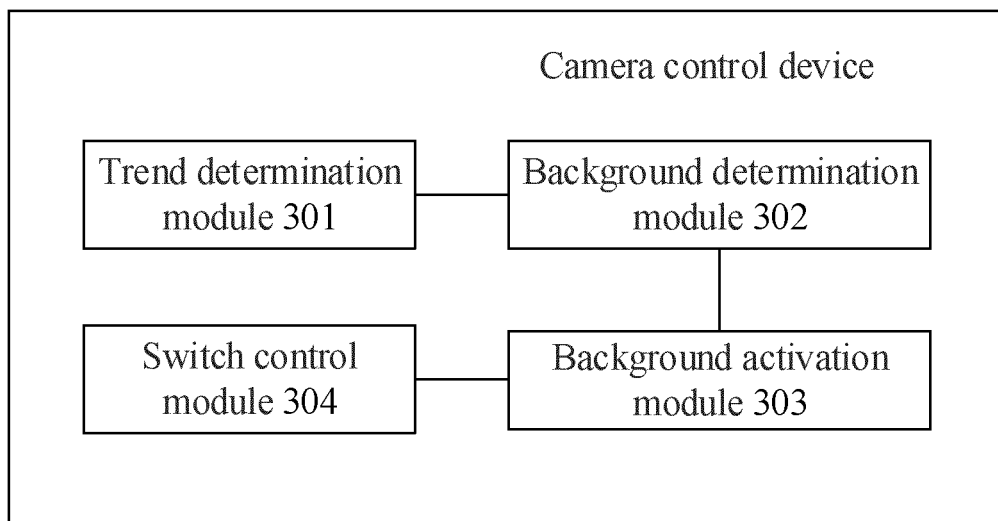 Camera control device
Trend determination
module 301
Background determination
module 302
Switch control
module 304
Background activation
module 303